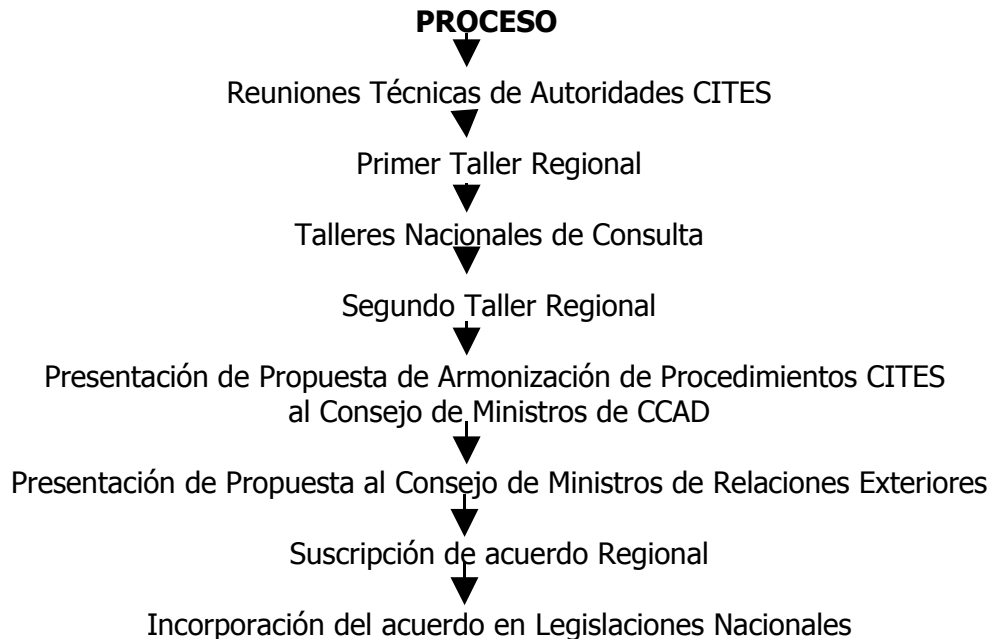 PROCESO
Reuniones Técnicas de Autoridades CITES
Primer Taller Regional
Talleres Nacionales de Consulta
Segundo Taller Regional
Presentación de Propuesta de Armonización de Procedimientos CITES
al Consejo de Ministros de CCAD
Presentación de Propuesta al Consejo de Ministros de Relaciones Exteriores
Suscripción de acuerdo Regional
Incorporación del acuerdo en Legislaciones Nacionales